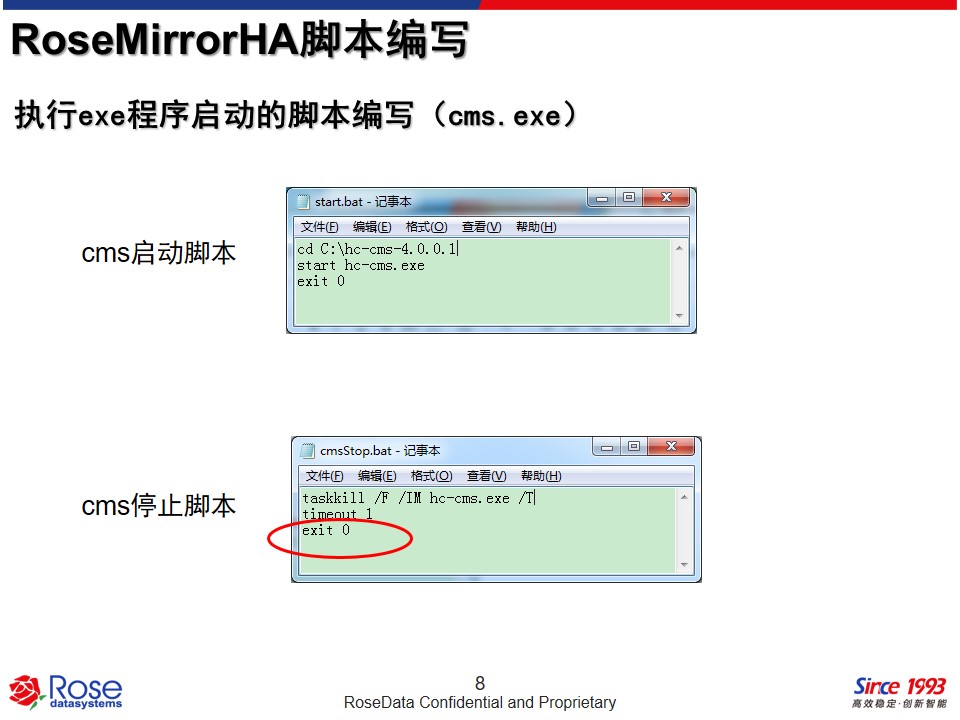 RoseMirrorHA脚本编写
执行exe程序启动的脚本编写（cms.exe）
cms启动脚本
start.bat - 记事本
文件(F) 编辑(E) 格式(O) 查看(V) 帮助(H)
cd C:\hc-cms-4.0.0.1
start hc-cms.exe
exit 0
cms停止脚本
cmsStop.bat - 记事本
文件(F) 编辑(E) 格式(O) 查看(V) 帮助(H)
taskkill /F /IM hc-cms.exe /T
timeout 1
exit 0
Rose
datasystems
8
RoseData Confidential and Proprietary
Since 1993
高效稳定·创新智能